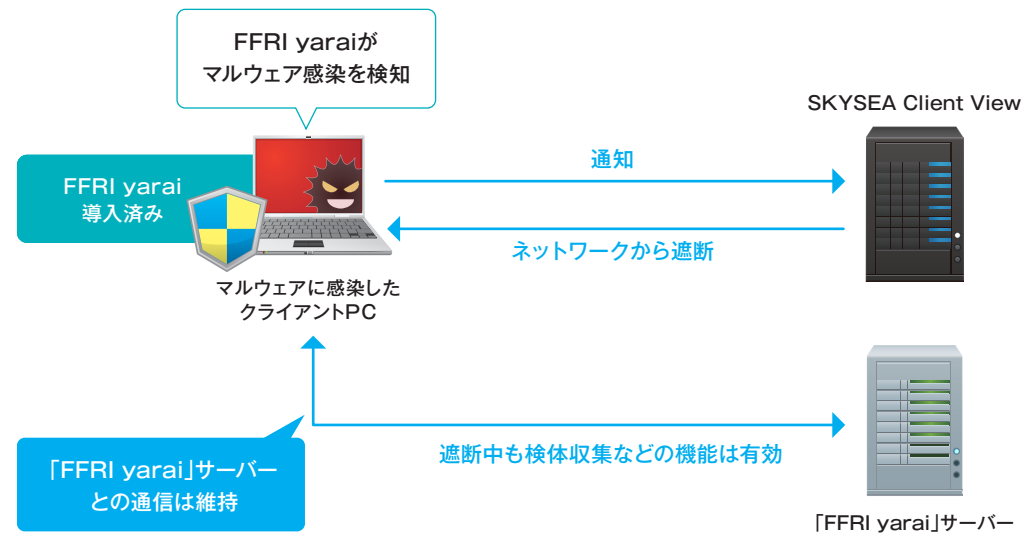 FFRI yaraiが
マルウェア感染を検知
SKYSEA Client View
FFRI yarai
導入済み
通知
ネットワークから遮断
マルウェアに感染した
クライアントPC
「FFRI yarai」サーバー
との通信は維持
遮断中も検体収集などの機能は有効
「FFRI yarai」サーバー